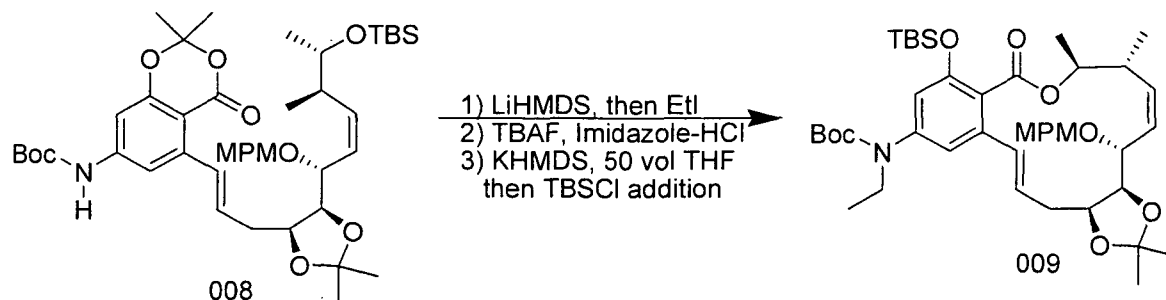 OTBS
O
O
O
TBSO
O
O
MPMO
1) LiHMDS, then EtI
2) TBAF, Imidazole-HCl
3) KHMDS, 50 vol THF
then TBSCl addition
Boc
N
H
Boc
N
MPMO
O
O
O
O
008
009